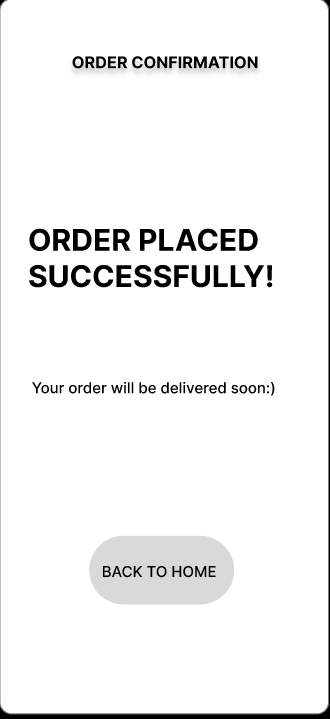 ORDER CONFIRMATION
ORDER PLACED
SUCCESSFULLY!
Your order will be delivered soon:)
BACK TO HOME